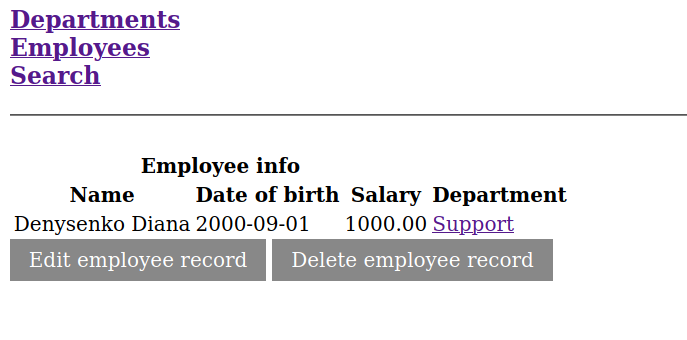 Departments
Employees
Search
Employee info
Name Date of birth Salary Department
Denysenko Diana 2000-09-01 1000.00 Support
Edit employee record Delete employee record